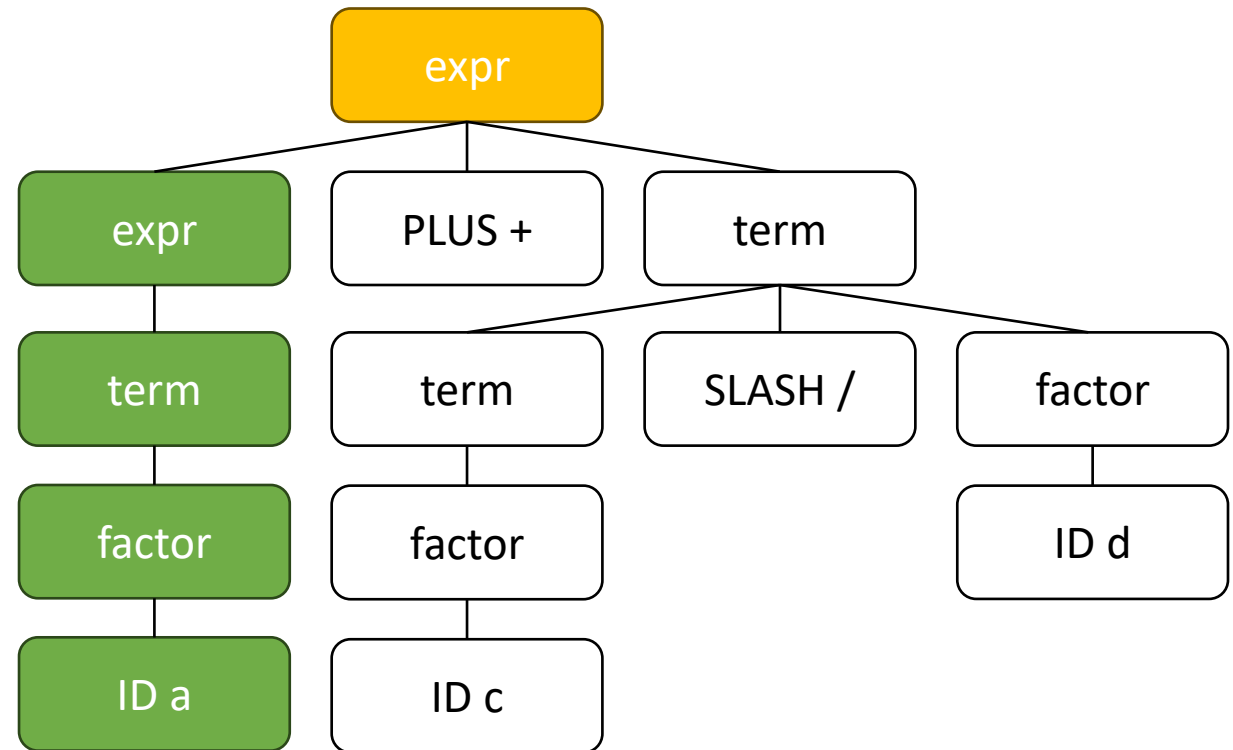 expr
expr
PLUS +
term
term
term
SLASH /
factor
factor
factor
ID d
ID a
ID c